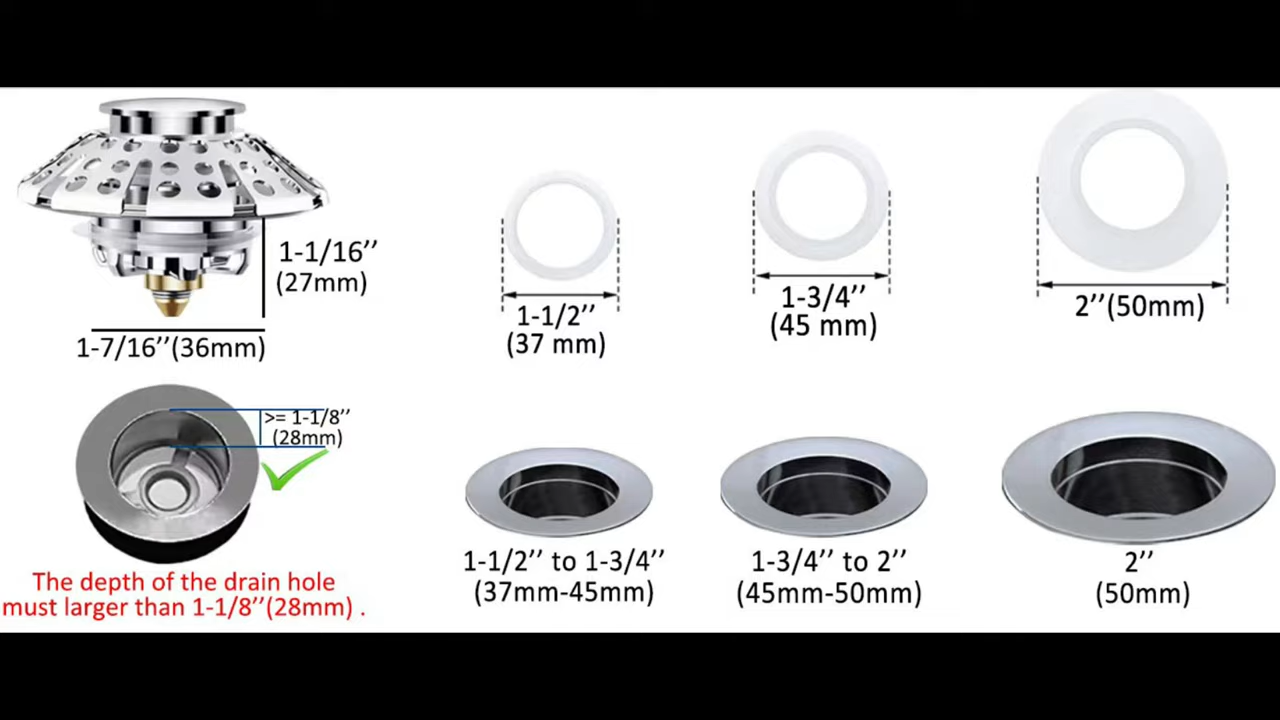 1-1/16’’
(27mm)
1-7/16’’(36mm)
1-1/2’’
(37 mm)
1-3/4’’
(45 mm)
2’’(50mm)
>= 1-1/8’’
(28mm)
The depth of the drain hole
must larger than 1-1/8’’(28mm) .
1-1/2’’ to 1-3/4’’
(37mm-45mm)
1-3/4’’ to 2’’
(45mm-50mm)
2’’
(50mm)